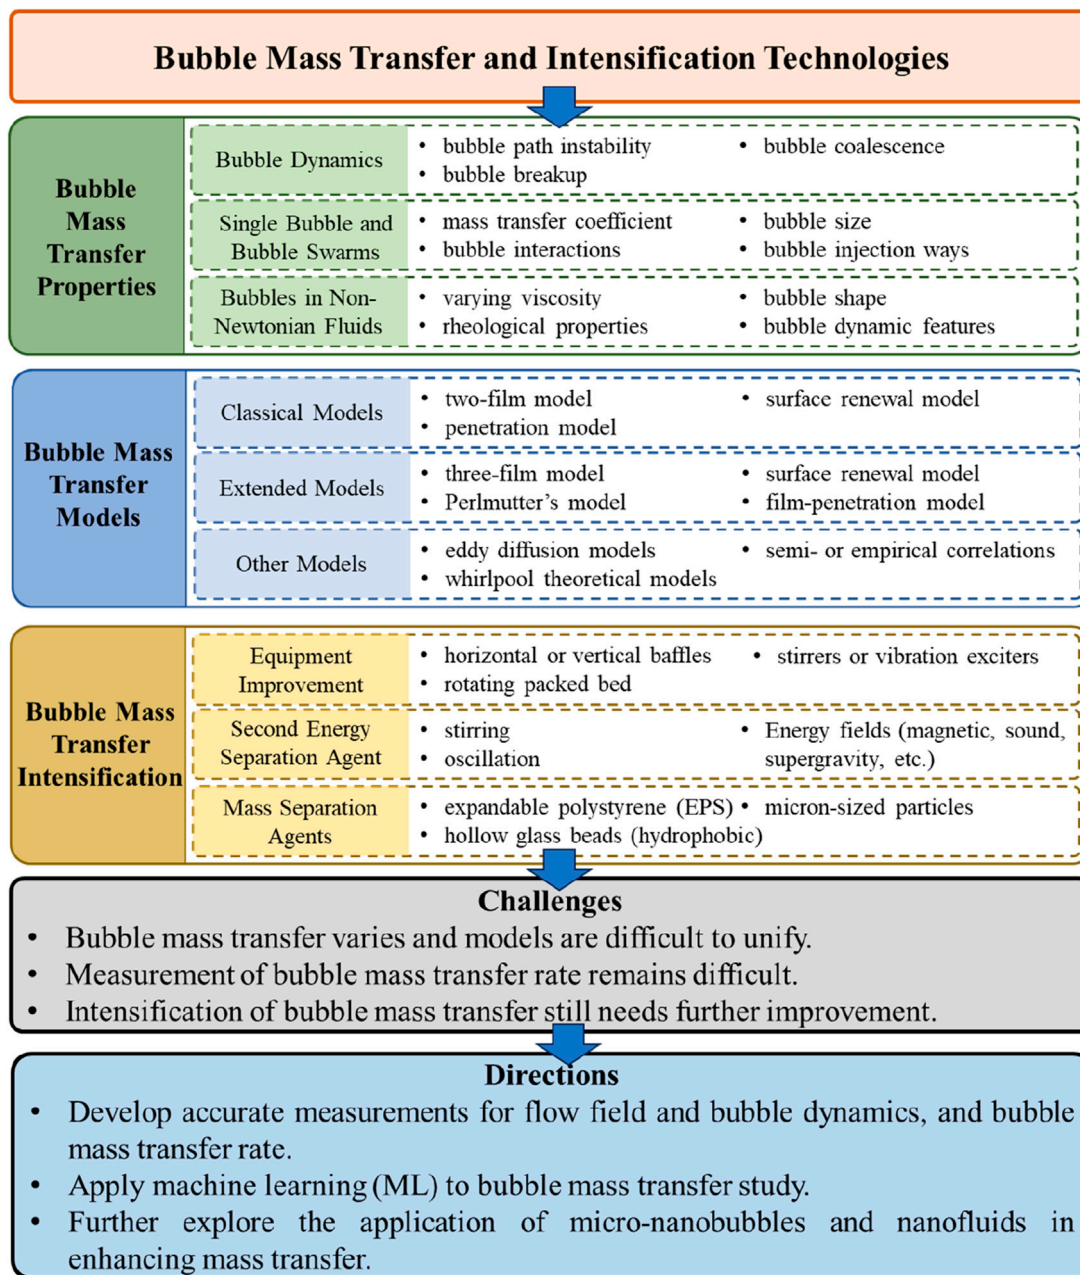 Bubble Mass Transfer and Intensification Technologies
Bubble
Mass
Transfer
Properties
Bubble Dynamics
• bubble path instability
• bubble breakup
• bubble coalescence
Single Bubble and
Bubble Swarms
• mass transfer coefficient
• bubble interactions
• bubble size
• bubble injection ways
Bubbles in Non-
Newtonian Fluids
• varying viscosity
• rheological properties
• bubble shape
• bubble dynamic features
Bubble Mass
Transfer
Models
Classical Models
• two-film model
• penetration model
• surface renewal model
Extended Models
• three-film model
• Perlmutter’s model
• surface renewal model
• film-penetration model
Other Models
• eddy diffusion models
• whirlpool theoretical models
• semi- or empirical correlations
Bubble Mass
Transfer
Intensification
Equipment
Improvement
• horizontal or vertical baffles
• rotating packed bed
• stirrers or vibration exciters
Second Energy
Separation Agent
• stirring
• oscillation
• Energy fields (magnetic, sound,
supergravity, etc.)
Mass Separation
Agents
• expandable polystyrene (EPS)
• hollow glass beads (hydrophobic)
• micron-sized particles
Challenges
• Bubble mass transfer varies and models are difficult to unify.
• Measurement of bubble mass transfer rate remains difficult.
• Intensification of bubble mass transfer still needs further improvement.
Directions
• Develop accurate measurements for flow field and bubble dynamics, and bubble
mass transfer rate.
• Apply machine learning (ML) to bubble mass transfer study.
• Further explore the application of micro-nanobubbles and nanofluids in
enhancing mass transfer.